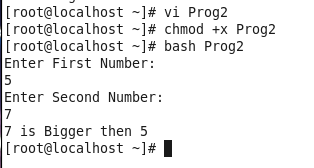 [root@localhost ~]# vi Prog2
[root@localhost ~]# chmod +x Prog2
[root@localhost ~]# bash Prog2
Enter First Number:
5
Enter Second Number:
7
7 is Bigger then 5
[root@localhost ~]#